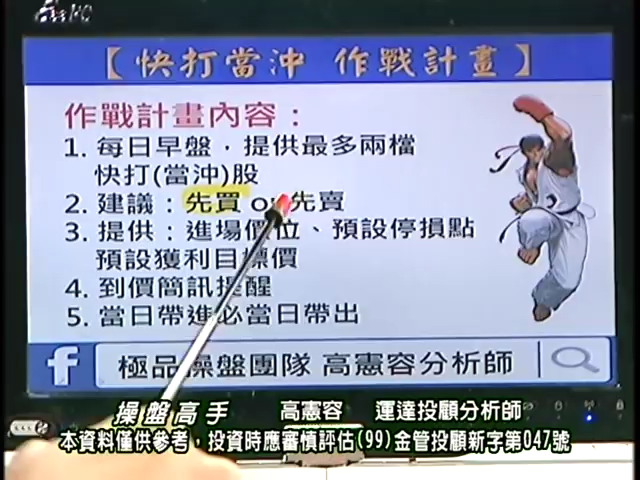 【快打當沖 作戰計畫】
作戰計畫內容：
1. 每日早盤，提供最多兩檔
快打(當沖)股
2. 建議：先買 or 先賣
3. 提供：進場價位、預設停損點
預設獲利目標價
4. 到價簡訊提醒
5. 當日帶進必當日帶出
f 極品操盤團隊 高憲容分析師
操盤高手 高憲容 運達投顧分析師
本資料僅供參考，投資時應審慎評估(99)金管投顧新字第047號